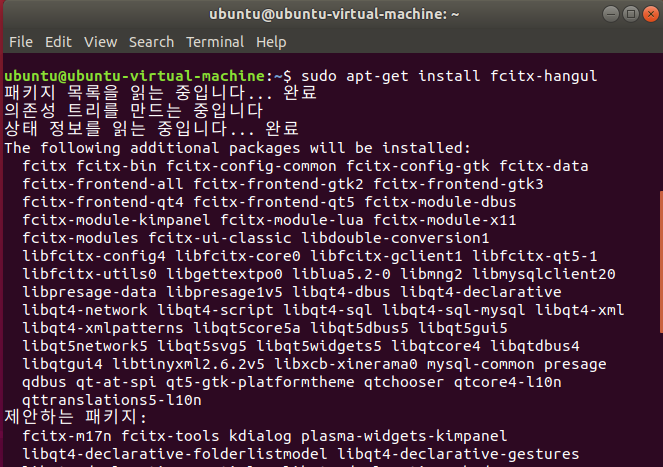 ubuntu@ubuntu-virtual-machine: ~
File Edit View Search Terminal Help
ubuntu@ubuntu-virtual-machine:~$ sudo apt-get install fcitx-hangul
패키지 목록을 읽는 중입니다... 완료
의존성 트리를 만드는 중입니다
상태 정보를 읽는 중입니다... 완료
The following additional packages will be installed:
fcitx fcitx-bin fcitx-config-common fcitx-config-gtk fcitx-data
fcitx-frontend-all fcitx-frontend-gtk2 fcitx-frontend-gtk3
fcitx-frontend-qt4 fcitx-frontend-qt5 fcitx-module-dbus
fcitx-module-kimpanel fcitx-module-lua fcitx-module-x11
fcitx-modules fcitx-ui-classic libdouble-conversion1
libfcitx-config4 libfcitx-core0 libfcitx-gclient1 libfcitx-qt5-1
libfcitx-utils0 libgettextpo0 liblua5.2-0 libmng2 libmysqlclient20
libpresage-data libpresage1v5 libqt4-dbus libqt4-declarative
libqt4-network libqt4-script libqt4-sql libqt4-sql-mysql libqt4-xml
libqt4-xmlpatterns libqt5core5a libqt5dbus5 libqt5gui5
libqt5network5 libqt5svg5 libqt5widgets5 libqtcore4 libqtdbus4
libqtgui4 libtinyxml2.6.2v5 libxcb-xinerama0 mysql-common presage
qdbus qt-at-spi qt5-gtk-platformtheme qtchooser qtcore4-l10n
qttranslations5-l10n
제안하는 패키지:
fcitx-m17n fcitx-tools kdialog plasma-widgets-kimpanel
libqt4-declarative-folderlistmodel libqt4-declarative-gestures